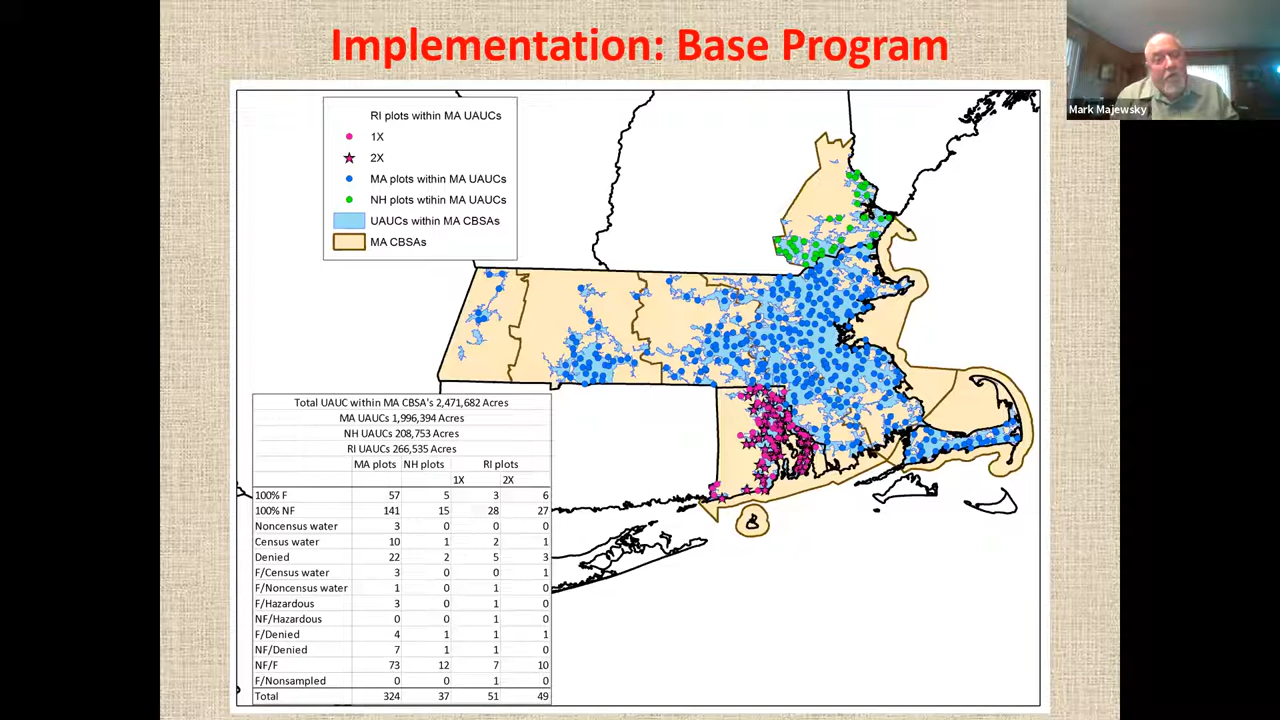 Implementation: Base Program
Mark Majewsky
RI plots within MA UAUCs
1X
2X
MA plots within MA UAUCs
NH plots wtihin MA UAUCs
UAUCs within MA CBSAs
MA CBSAs
Total UAUC within MA CBSA's 2,471,682 Acres
MA UAUCs 1,996,394 Acres
NH UAUCs 208,753 Acres
RI UAUCs 266,535 Acres
MA plots NH plots RI plots
1X 2X
100% F 57 5 3 6
100% NF 141 15 28 27
Noncensus water 3 0 0 0
Census water 10 1 2 1
Denied 22 2 5 3
F/Census water 3 0 0 1
F/Noncensus water 1 0 1 0
F/Hazardous 3 0 1 0
NF/Hazardous 0 0 1 0
F/Denied 4 1 1 1
NF/Denied 7 1 1 0
NF/F 73 12 7 10
F/Nonsampled 0 0 1 0
Total 324 37 51 49